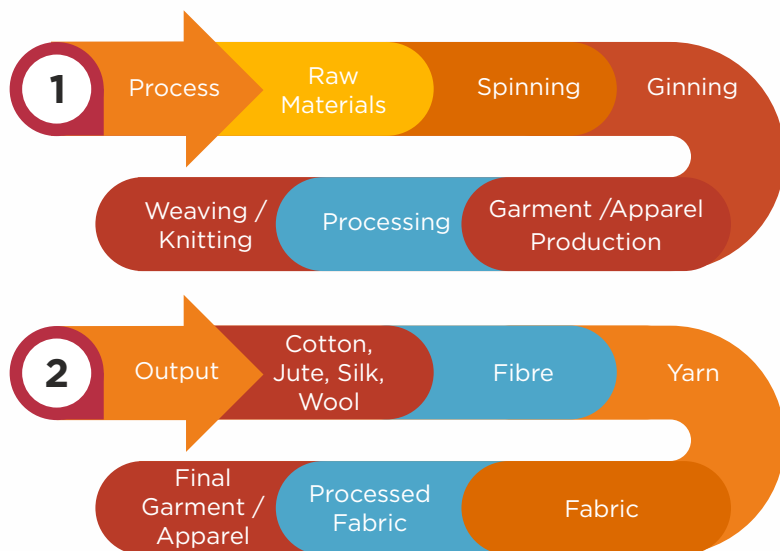 1
Process
Raw
Materials
Spinning
Ginning
Weaving /
Knitting
Processing
Garment /Apparel
Production
2
Output
Cotton,
Jute, Silk,
Wool
Fibre
Yarn
Final
Garment /
Apparel
Processed
Fabric
Fabric